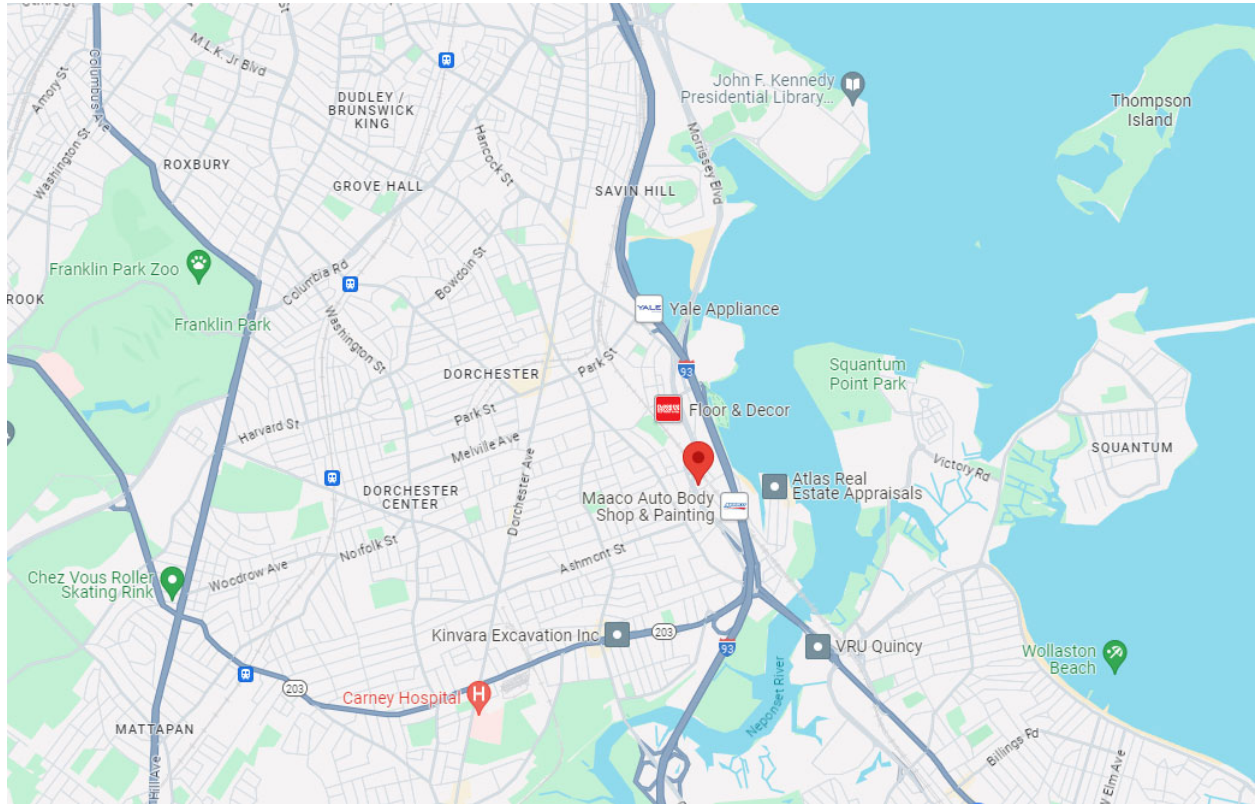 Columbus Ave
M.L.K. Jr Blvd
Amory St
Washington St
DUDLEY /
BRUNSWICK
KING
ROXBURY
GROVE HALL
Hancock St
SAVIN HILL
Morrissey Blvd
John F. Kennedy
Presidential Library...
Thompson
Island
Franklin Park Zoo
Columbia Rd
Bowdoin St
ROOK
Franklin Park
Washington St
YALE
Yale Appliance
93
Squantum
Point Park
DORCHESTER
Park St
Park St
Floor & Decor
Harvard St
Melville Ave
Dorchester Ave
SQUANTUM
Victory Rd
Atlas Real
Estate Appraisals
Maaco Auto Body
Shop & Painting
DORCHESTER
CENTER
Norfolk St
Ashmont St
Woodrow Ave
Chez Vous Roller
Skating Rink
Kinvara Excavation Inc
203
93
VRU Quincy
Wollaston
Beach
203
Carney Hospital
H
Neponset River
MATTAPAN
Hill Ave
Billings Rd
W Elm Ave